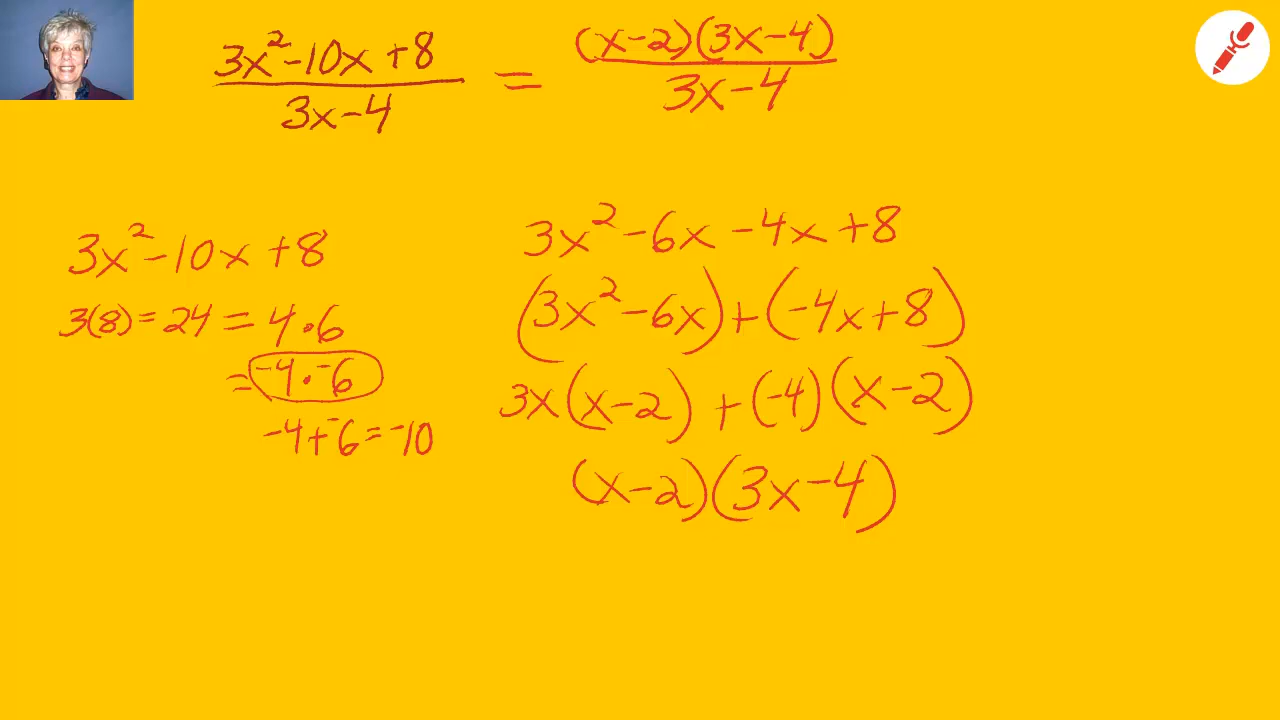 3x² - 10x + 8 / 3x - 4 = (x - 2)(3x - 4) / 3x - 4
3x² - 10x + 8
3(8) = 24 = 4 · 6
= ⁻4 · ⁻6
-4 + ⁻6 = ⁻10
3x² - 6x - 4x + 8
(3x² - 6x) + (-4x + 8)
3x(x - 2) + (-4)(x - 2)
(x - 2)(3x - 4)